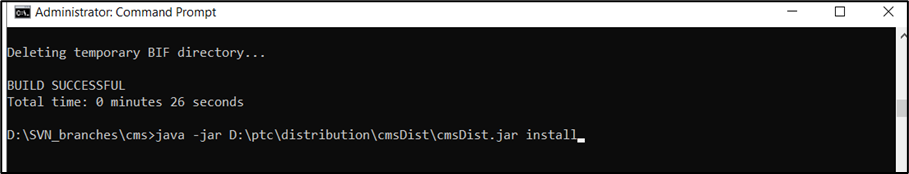 Administrator: Command Prompt
Deleting temporary BIF directory...
BUILD SUCCESSFUL
Total time: 0 minutes 26 seconds
D:\SVN_branches\cms>java -jar D:\ptc\distribution\cmsDist\cmsDist.jar install